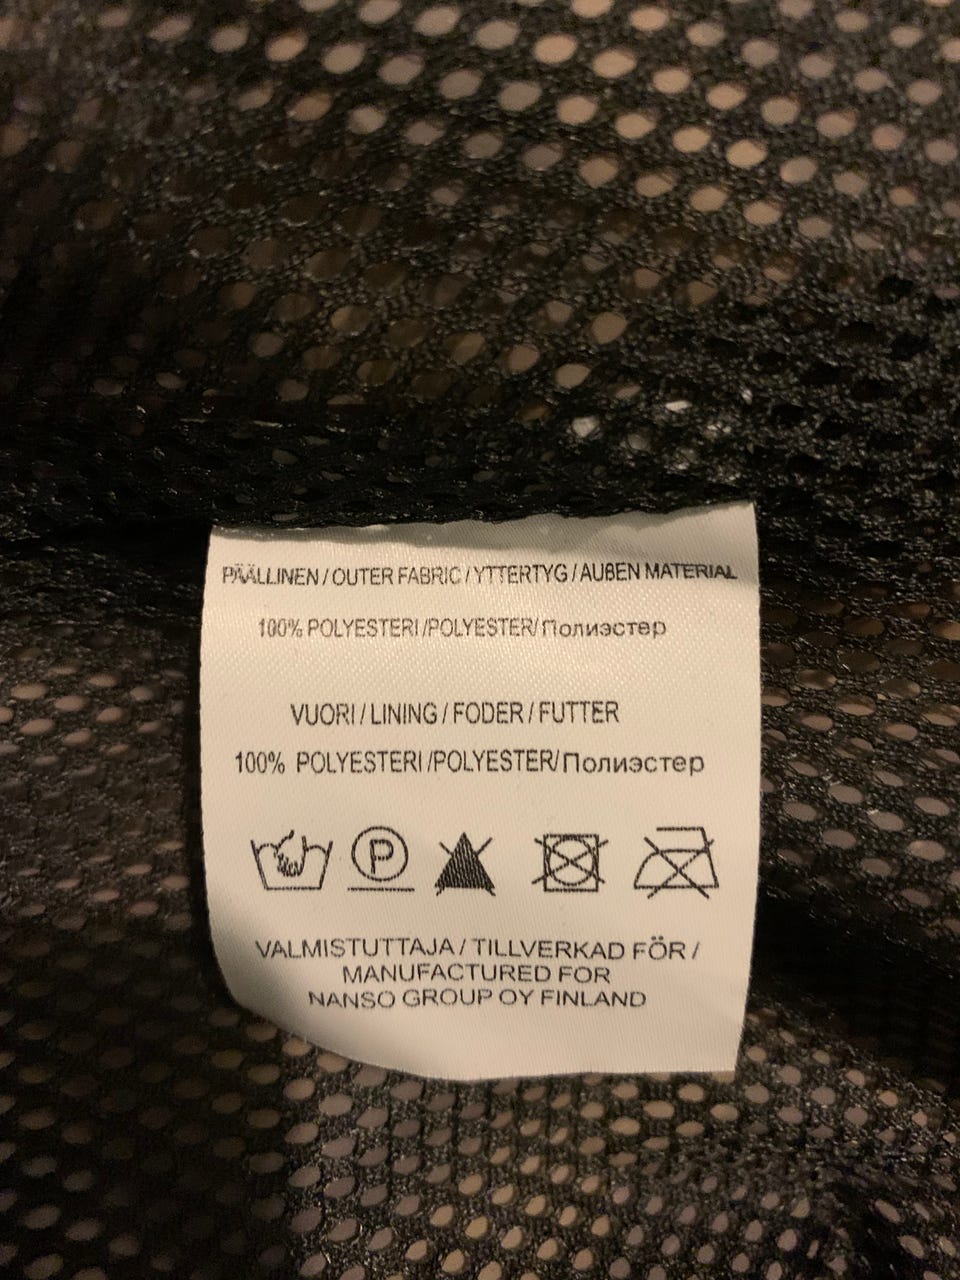 PÄÄLLINEN / OUTER FABRIC / YTTERTYG / AUßEN MATERIAL
100% POLYESTERI /POLYESTER/Полиэстер
VUORI / LINING / FODER / FUTTER
100% POLYESTERI /POLYESTER/Полиэстер
P
VALMISTUTTAJA / TILLVERKAD FÖR /
MANUFACTURED FOR
NANSO GROUP OY FINLAND